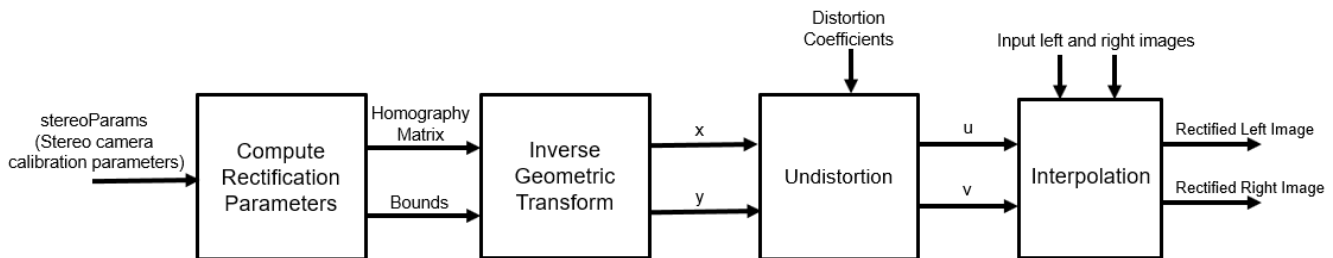 Distortion
Coefficients
Input left and right images
stereoParams
(Stereo camera
calibration parameters)
Compute
Rectification
Parameters
Homography
Matrix
Bounds
Inverse
Geometric
Transform
x
y
Undistortion
u
v
Interpolation
Rectified Left Image
Rectified Right Image